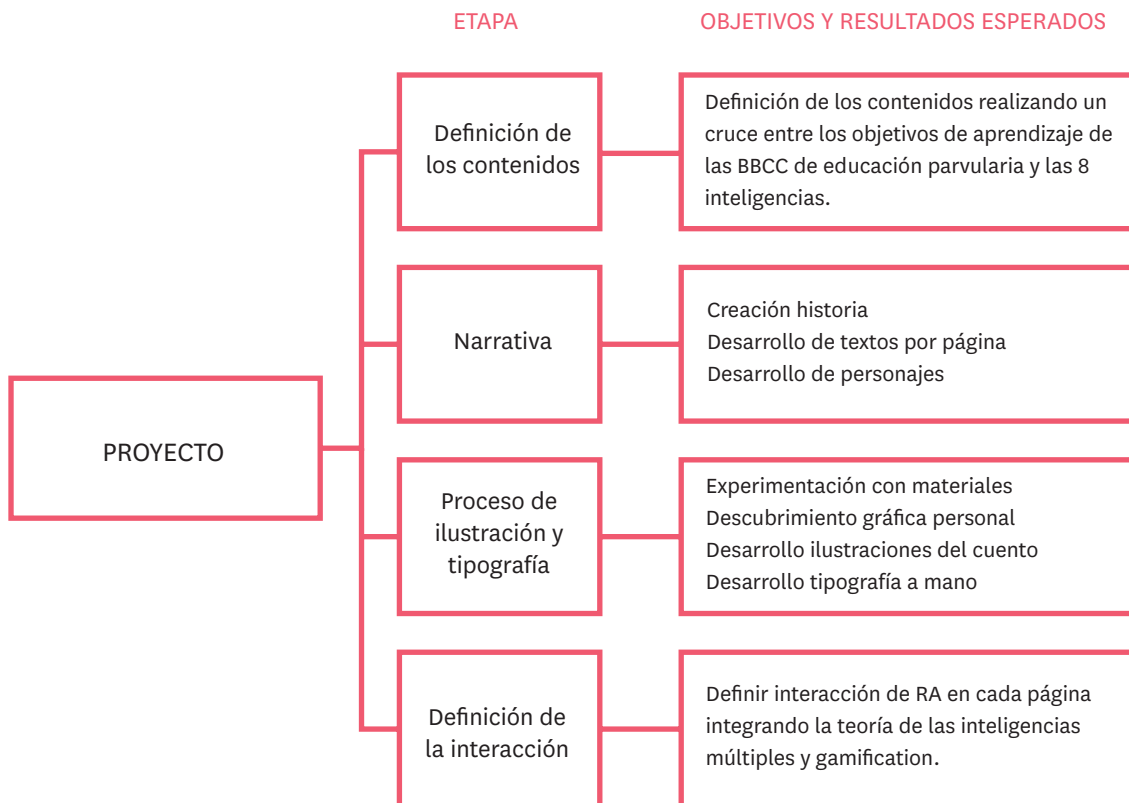 ETAPA
OBJETIVOS Y RESULTADOS ESPERADOS
PROYECTO
Definición de
los contenidos
Definición de los contenidos realizando un
cruce entre los objetivos de aprendizaje de
las BBCC de educación parvularia y las 8
inteligencias.
Narrativa
Creación historia
Desarrollo de textos por página
Desarrollo de personajes
Proceso de
ilustración y
tipografía
Experimentación con materiales
Descubrimiento gráfica personal
Desarrollo ilustraciones del cuento
Desarrollo tipografía a mano
Definición de
la interacción
Definir interacción de RA en cada página
integrando la teoría de las inteligencias
múltiples y gamification.